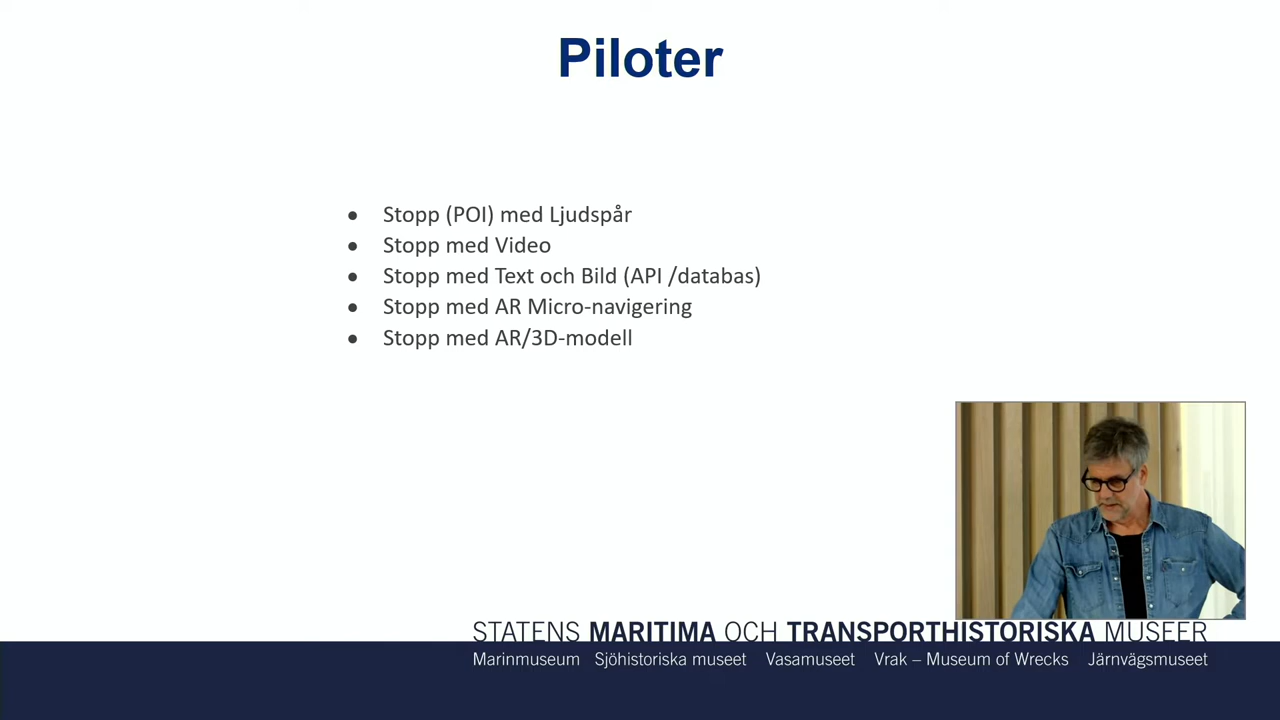 Piloter
Stopp (POI) med Ljudspår
Stopp med Video
Stopp med Text och Bild (API /databas)
Stopp med AR Micro-navigering
Stopp med AR/3D-modell
STATENS MARITIMA OCH TRANSPORTHISTORISKA MUSEER
Marinmuseum Sjöhistoriska museet Vasamuseet Vrak – Museum of Wrecks Järnvägsmuseet